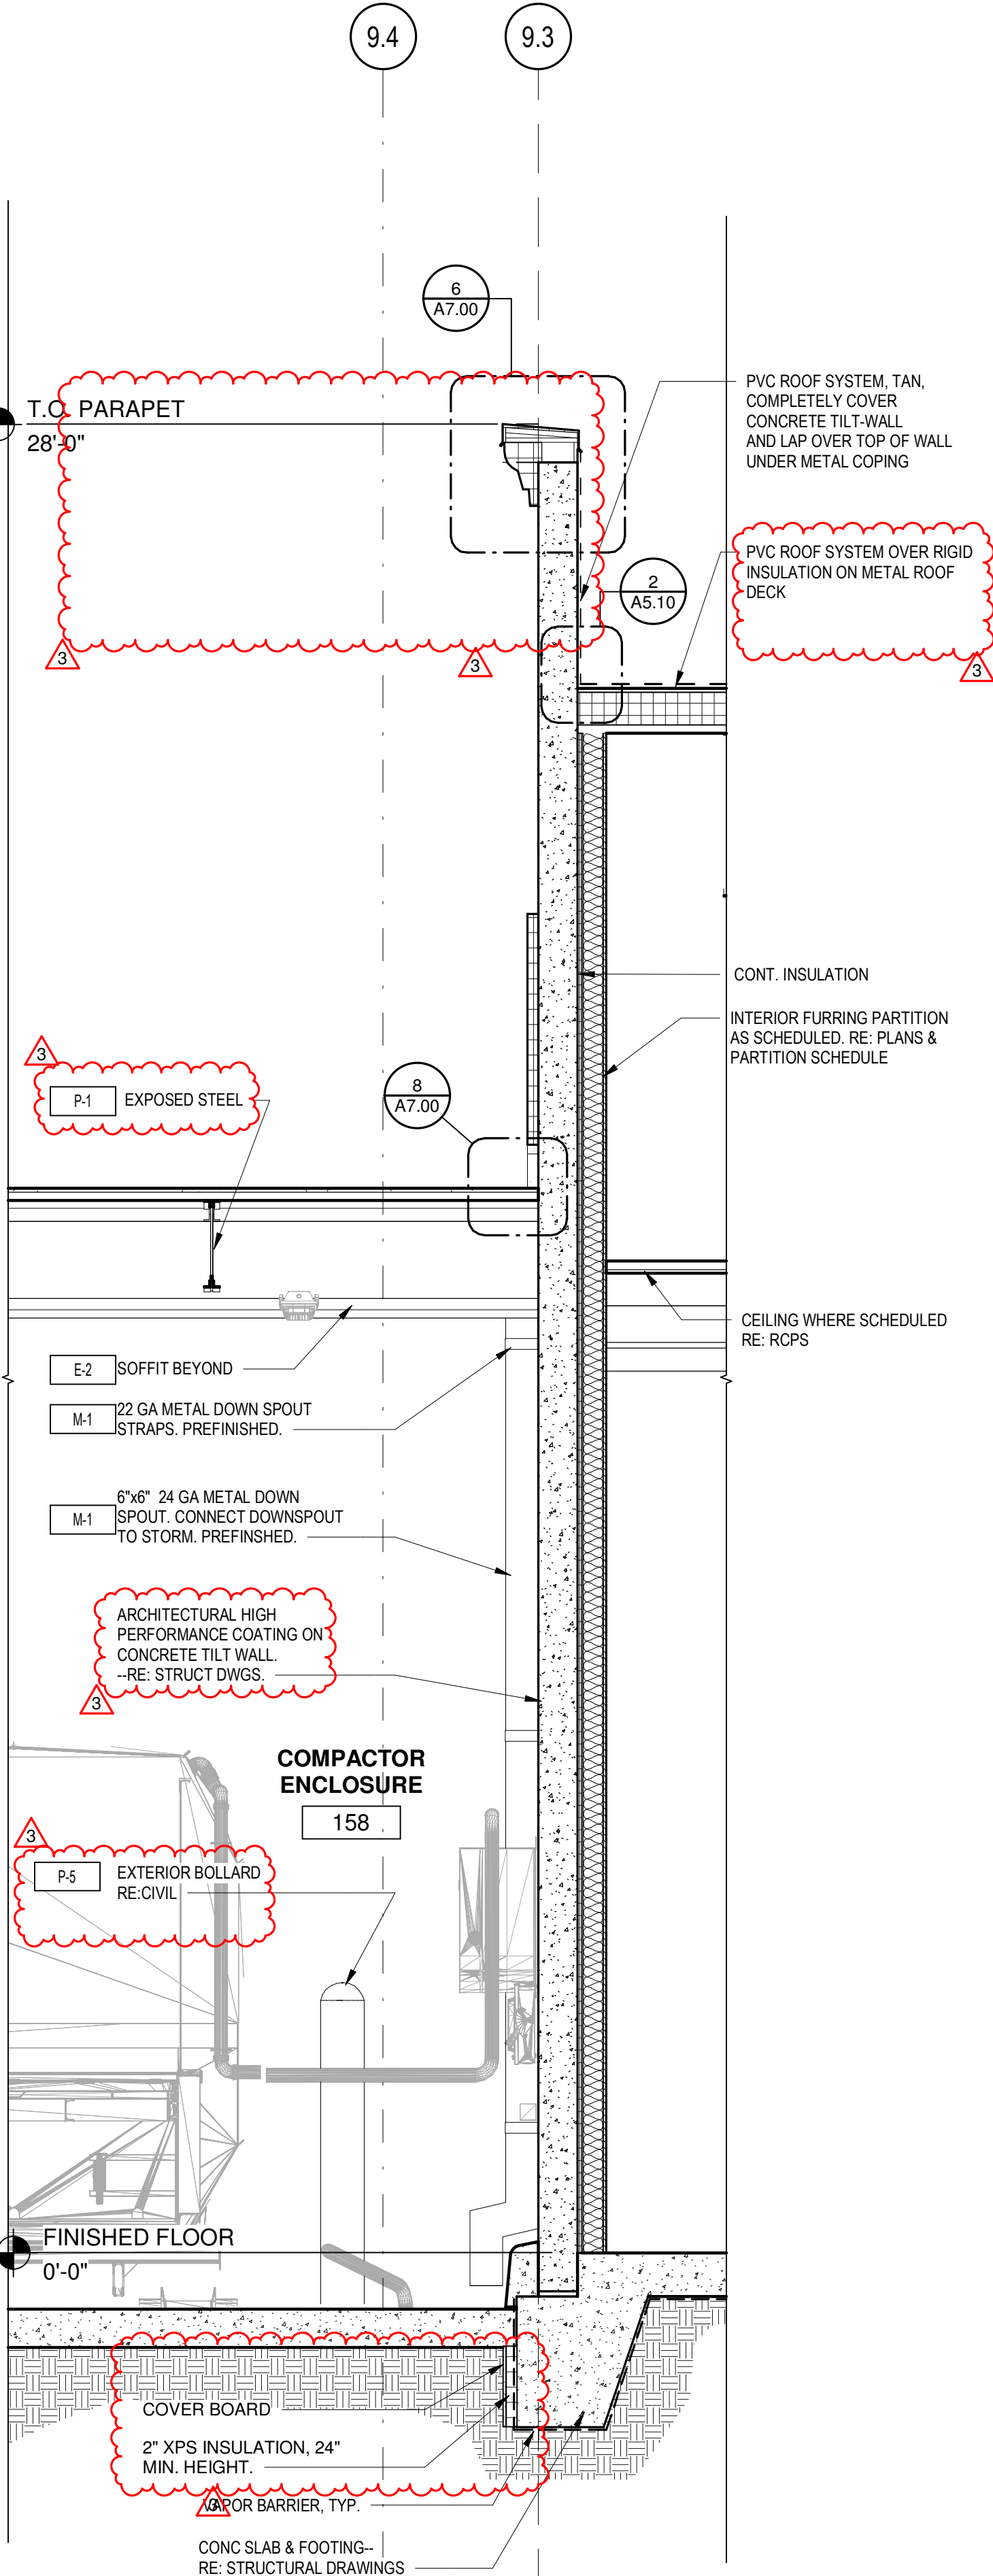 9.4
9.3
6
A7.00
T.O. PARAPET
28'-0"
PVC ROOF SYSTEM, TAN,
COMPLETELY COVER
CONCRETE TILT-WALL
AND LAP OVER TOP OF WALL
UNDER METAL COPING
PVC ROOF SYSTEM OVER RIGID
INSULATION ON METAL ROOF
DECK
2
A5.10
3
3
3
CONT. INSULATION
INTERIOR FURRING PARTITION
AS SCHEDULED. RE: PLANS &
PARTITION SCHEDULE
3
P-1
EXPOSED STEEL
8
A7.00
CEILING WHERE SCHEDULED
RE: RCPS
E-2
SOFFIT BEYOND
M-1
22 GA METAL DOWN SPOUT
STRAPS. PREFINISHED.
M-1
6"x6" 24 GA METAL DOWN
SPOUT. CONNECT DOWNSPOUT
TO STORM. PREFINSHED.
ARCHITECTURAL HIGH
PERFORMANCE COATING ON
CONCRETE TILT WALL.
--RE: STRUCT DWGS.
3
COMPACTOR
ENCLOSURE
158
3
P-5
EXTERIOR BOLLARD
RE:CIVIL
FINISHED FLOOR
0'-0"
COVER BOARD
2" XPS INSULATION, 24"
MIN. HEIGHT.
3
VAPOR BARRIER, TYP.
CONC SLAB & FOOTING--
RE: STRUCTURAL DRAWINGS